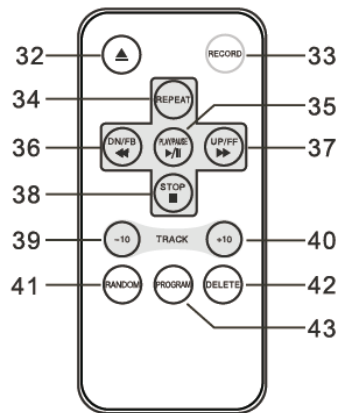 32
RECORD
33
34
REPEAT
35
36
DN/FB
PLAY/PAUSE
UP/FF
37
38
STOP
39
-10
TRACK
+10
40
41
RANDOM
PROGRAM
DELETE
42
43